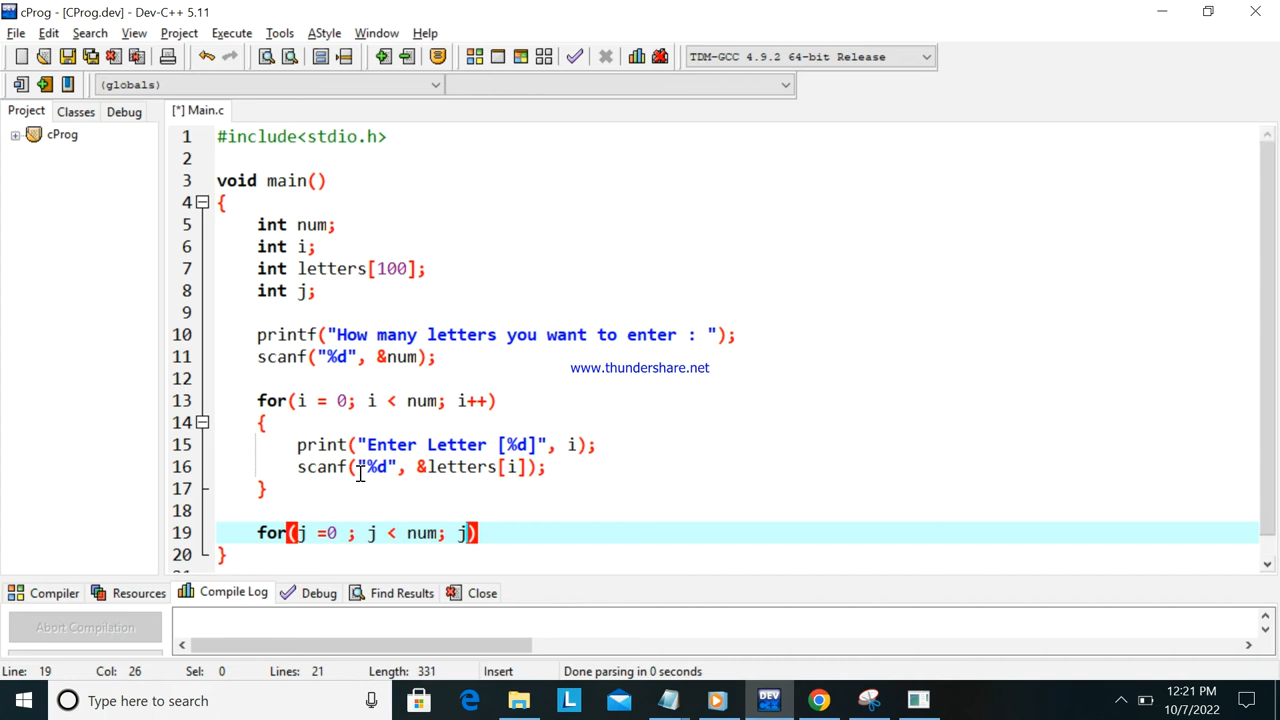 cProg - [CProg.dev] - Dev-C++ 5.11
File Edit Search View Project Execute Tools AStyle Window Help
TDM-GCC 4.9.2 64-bit Release
(globals)
Project Classes Debug [*] Main.c
cProg
1 #include<stdio.h>
2
3 void main()
4 {
5 int num;
6 int i;
7 int letters[100];
8 int j;
9
10 printf("How many letters you want to enter : ");
11 scanf("%d", &num);
www.thundershare.net
12
13 for(i = 0; i < num; i++)
14 {
15 print("Enter Letter [%d]", i);
16 scanf("%d", &letters[i]);
17 }
18
19 for(j =0 ; j < num; j)
20 }
Compiler Resources Compile Log Debug Find Results Close
Abort Compilation
Line: 19 Col: 26 Sel: 0 Lines: 21 Length: 331 Insert Done parsing in 0 seconds
Type here to search
DEV
L
12:21 PM
10/7/2022